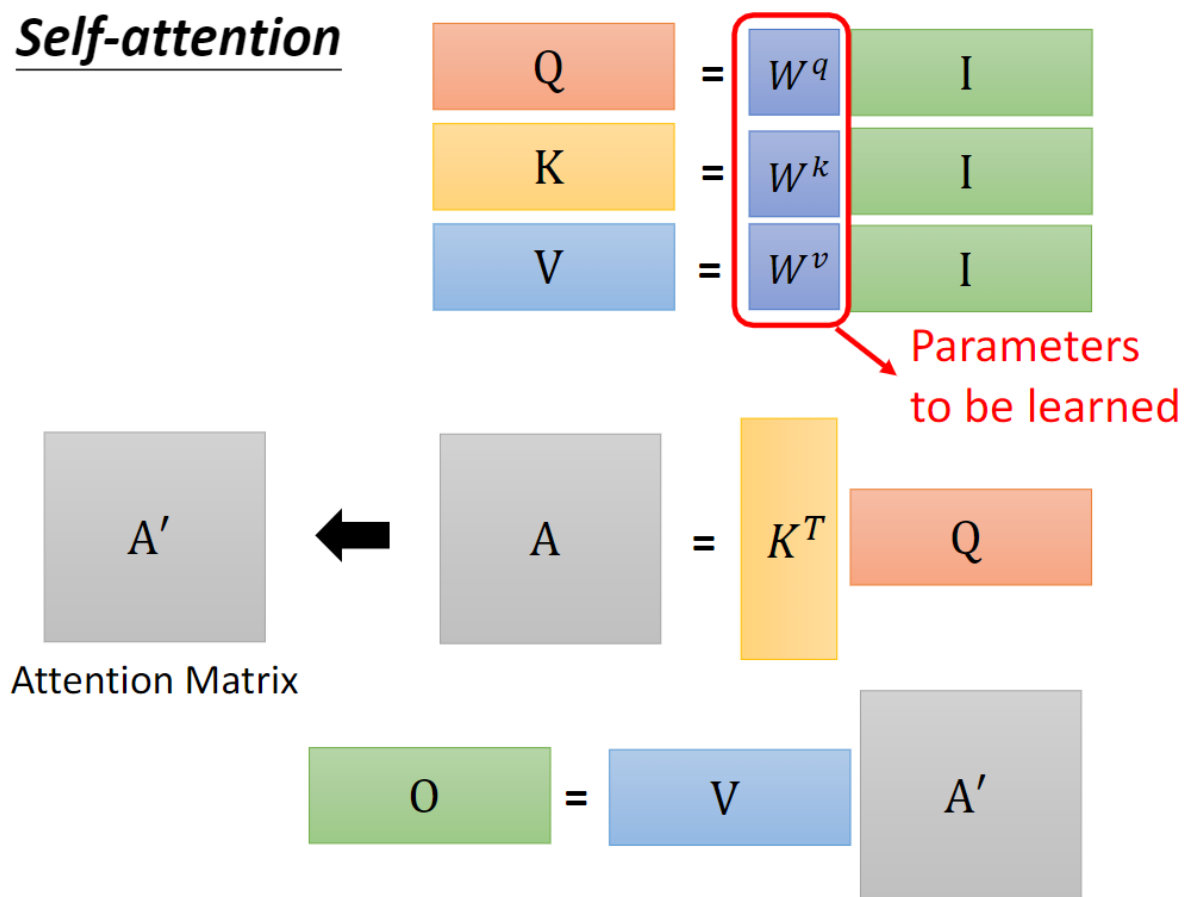 Self-attention
Q = W^q I
K = W^k I
V = W^v I
Parameters
to be learned
A′ A = K^T Q
Attention Matrix
O = V A′